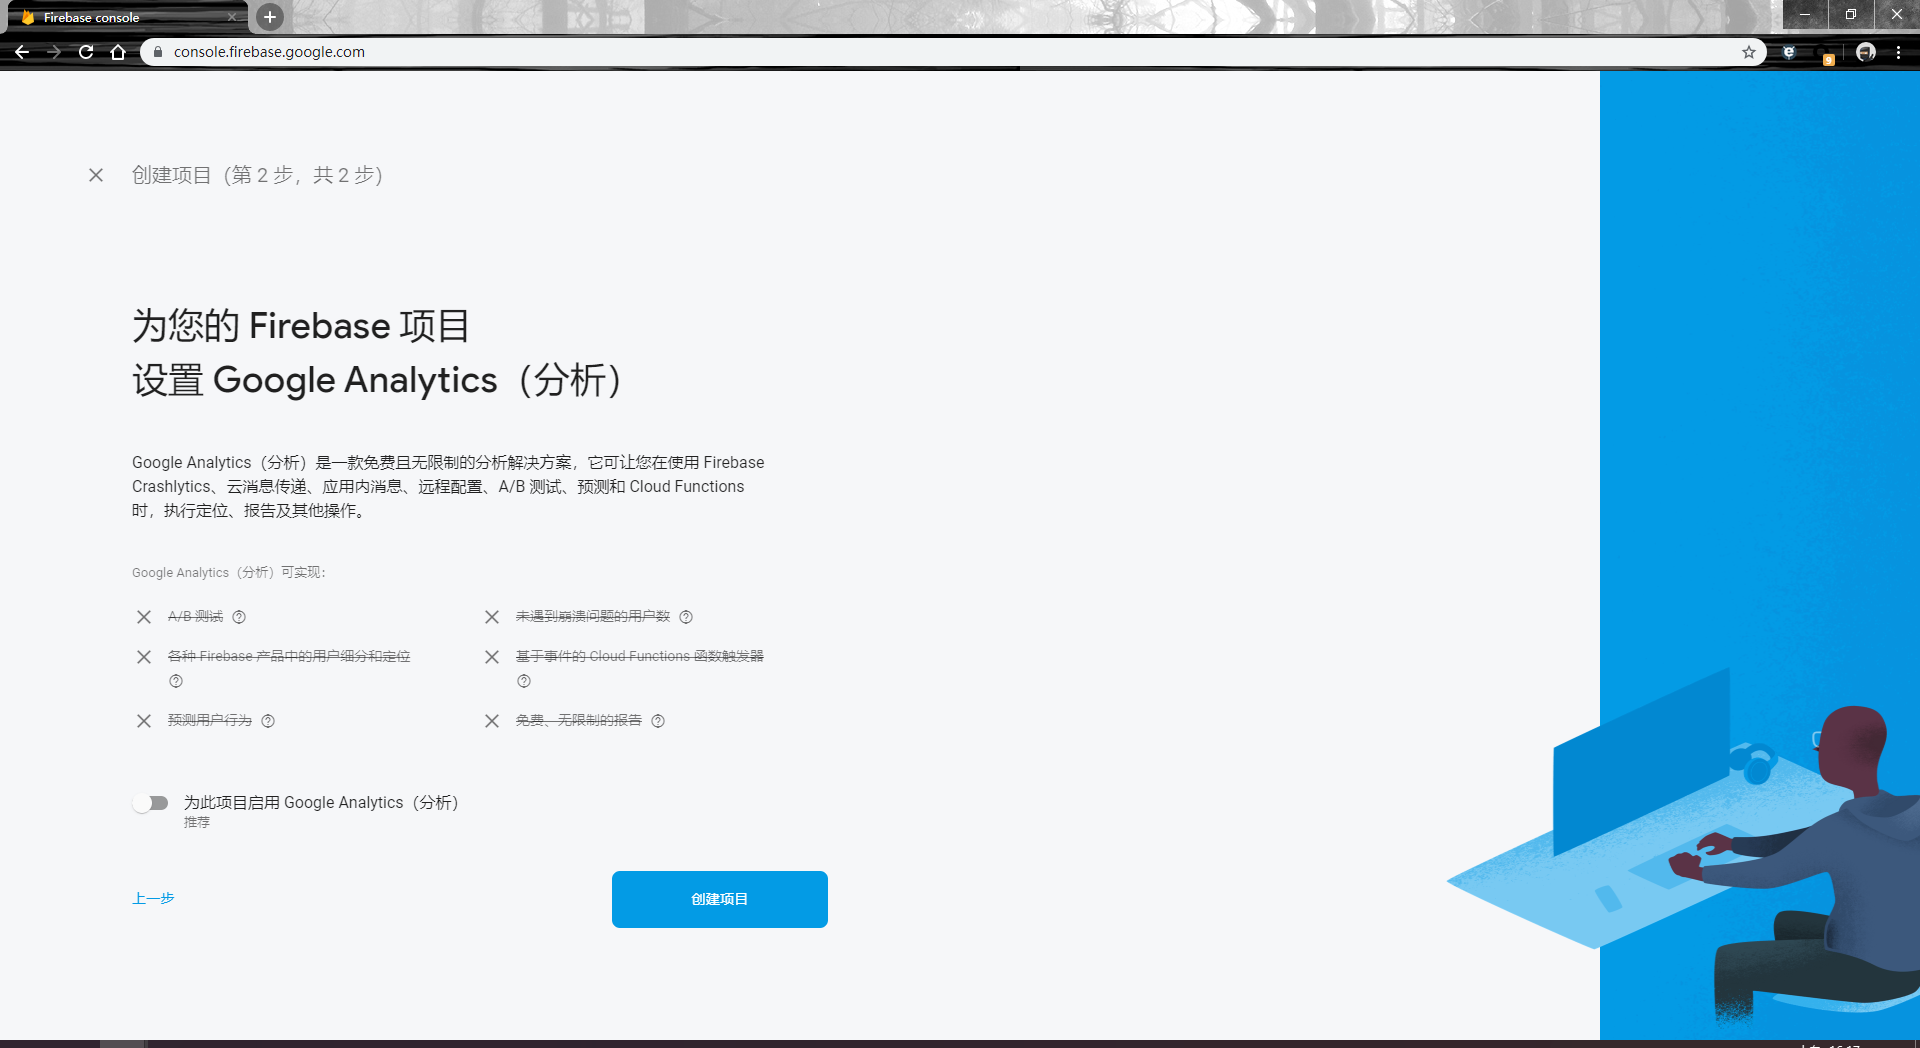 Firebase console
console.firebase.google.com
9
创建项目（第 2 步，共 2 步）
为您的 Firebase 项目
设置 Google Analytics（分析）
Google Analytics（分析）是一款免费且无限制的分析解决方案，它可让您在使用 Firebase
Crashlytics、云消息传递、应用内消息、远程配置、A/B 测试、预测和 Cloud Functions
时，执行定位、报告及其他操作。
Google Analytics（分析）可实现：
A/B 测试
未遇到崩溃问题的用户数
各种 Firebase 产品中的用户细分和定位
基于事件的 Cloud Functions 函数触发器
预测用户行为
免费、无限制的报告
为此项目启用 Google Analytics（分析）
推荐
上一步
创建项目